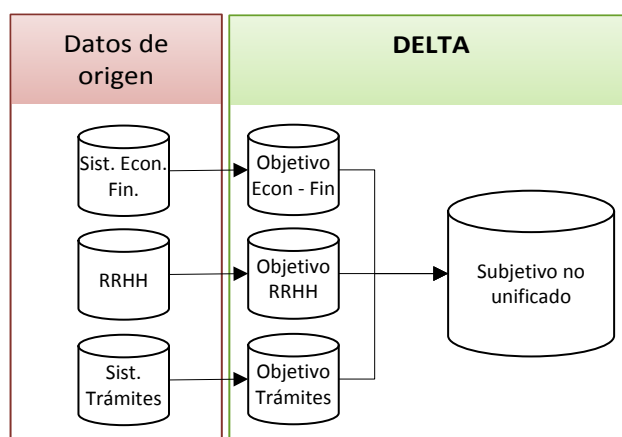 Datos de
origen
DELTA
Sist. Econ.
Fin.
Objetivo
Econ - Fin
RRHH
Objetivo
RRHH
Subjetivo no
unificado
Sist.
Trámites
Objetivo
Trámites